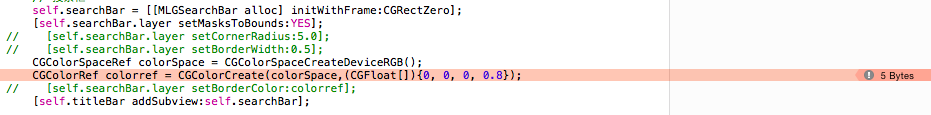 self.searchBar = [[MLGSearchBar alloc] initWithFrame:CGRectZero];
[self.searchBar.layer setMasksToBounds:YES];
// [self.searchBar.layer setCornerRadius:5.0];
// [self.searchBar.layer setBorderWidth:0.5];
CGColorSpaceRef colorSpace = CGColorSpaceCreateDeviceRGB();
CGColorRef colorref = CGColorCreate(colorSpace,(CGFloat[]){0, 0, 0, 0.8}); 5 Bytes
// [self.searchBar.layer setBorderColor:colorref];
[self.titleBar addSubview:self.searchBar];